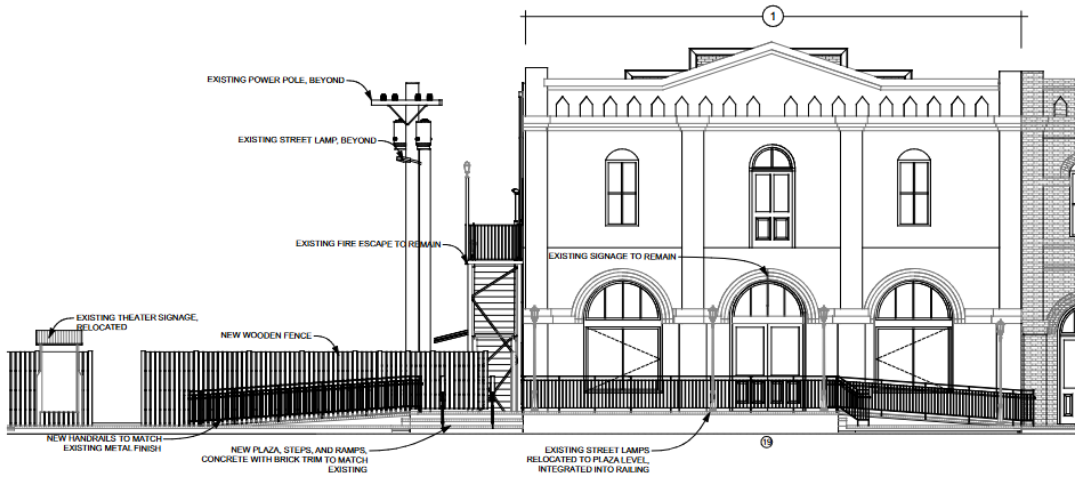 1
EXISTING POWER POLE, BEYOND
EXISTING STREET LAMP, BEYOND
EXISTING FIRE ESCAPE TO REMAIN
EXISTING SIGNAGE TO REMAIN
EXISTING THEATER SIGNAGE,
RELOCATED
NEW WOODEN FENCE
NEW HANDRAILS TO MATCH
EXISTING METAL FINISH
NEW PLAZA, STEPS, AND RAMPS,
CONCRETE WITH BRICK TRIM TO MATCH
EXISTING
EXISTING STREET LAMPS
RELOCATED TO PLAZA LEVEL,
INTEGRATED INTO RAILING
19